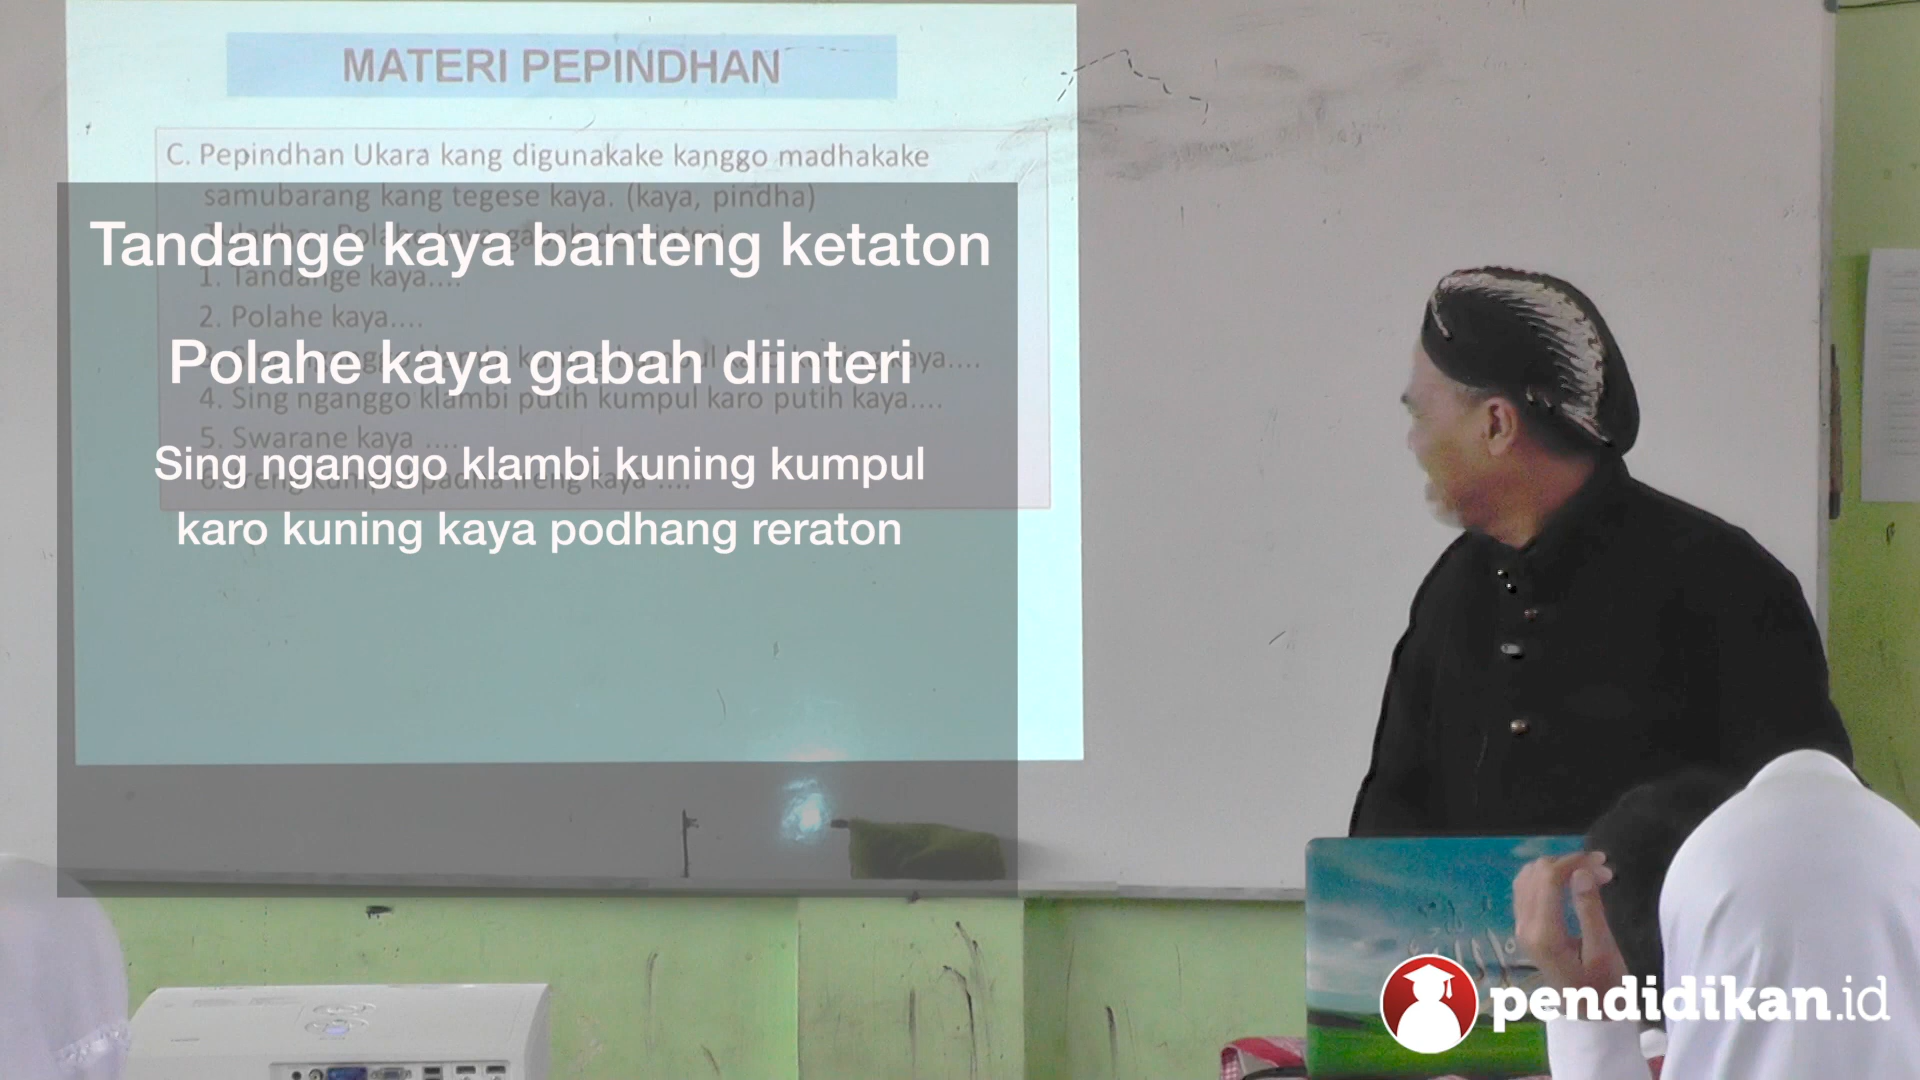 MATERI PEPINDHAN
C. Pepindhan Ukara kang digunakake kanggo madhakake
samubarang kang tegese kaya. (kaya, pindha)
Tandange kaya banteng ketaton
1. Tandange kaya....
2. Polahe kaya....
Polahe kaya gabah diinteri
kaya....
4. Sing nganggo klambi putih kumpul karo putih kaya....
5. Swarane kaya ....
Sing nganggo klambi kuning kumpul
karo kuning kaya podhang reraton
pendidikan.id